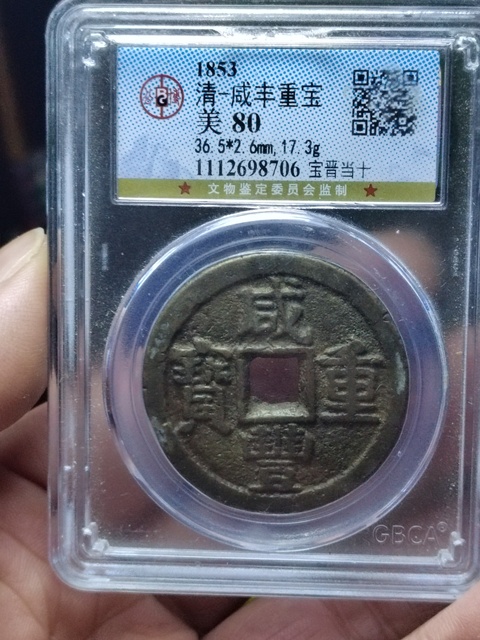 1853
清-咸丰重宝
美 80
36.5*2.6mm,17.3g
1112698706 宝晋当十
★ 文物鉴定委员会监制 ★
咸
寳 重
豐
GBCA®